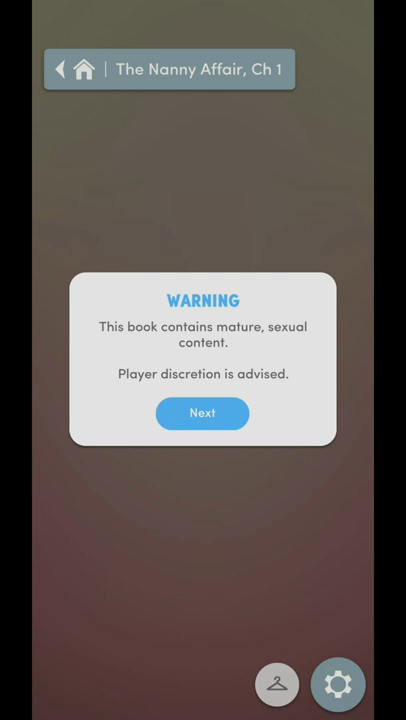 The Nanny Affair, Ch 1
WARNING
This book contains mature, sexual
content.
Player discretion is advised.
Next